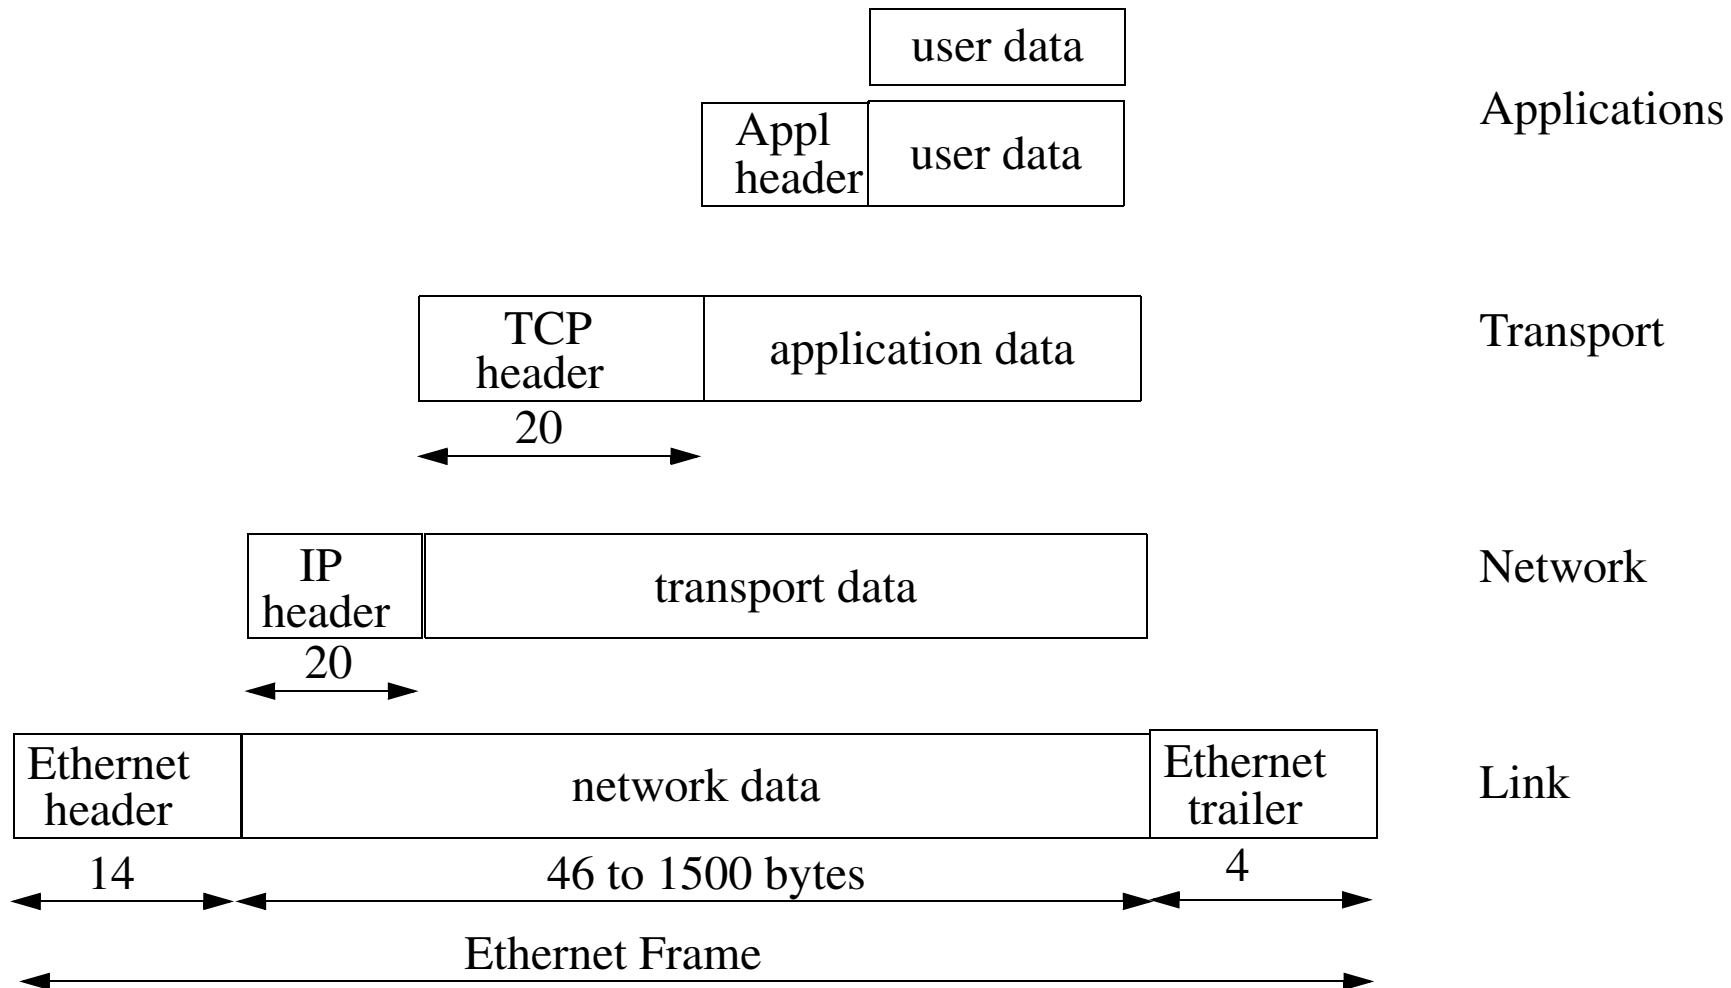 user data
Applications
Appl
header
user data
TCP
header
application data
Transport
20
IP
header
transport data
Network
20
Ethernet
header
network data
Ethernet
trailer
Link
14
46 to 1500 bytes
4
Ethernet Frame